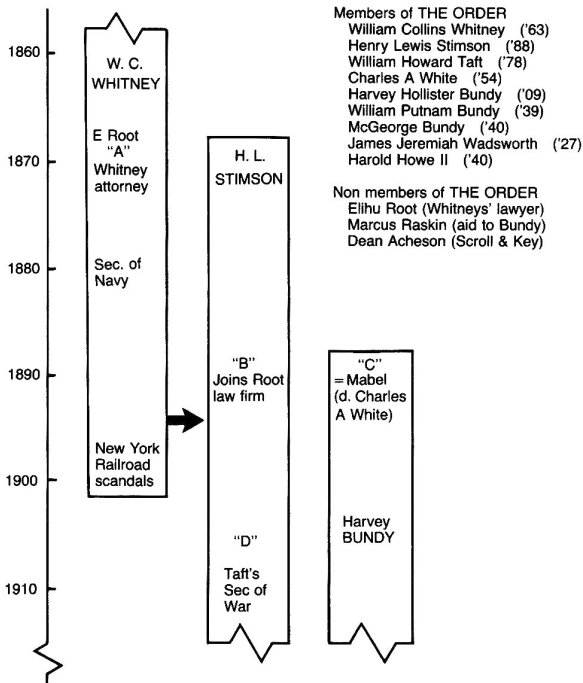 1860
1870
1880
1890
1900
1910
W. C.
WHITNEY
E Root
"A"
Whitney
attorney
Sec. of
Navy
New York
Railroad
scandals
H. L.
STIMSON
"B"
Joins Root
law firm
"D"
Taft's
Sec of
War
"C"
= Mabel
(d. Charles
A White)
Harvey
BUNDY
Members of THE ORDER
William Collins Whitney ('63)
Henry Lewis Stimson ('88)
William Howard Taft ('78)
Charles A White ('54)
Harvey Hollister Bundy ('09)
William Putnam Bundy ('39)
McGeorge Bundy ('40)
James Jeremiah Wadsworth ('27)
Harold Howe II ('40)
Non members of THE ORDER
Elihu Root (Whitneys' lawyer)
Marcus Raskin (aid to Bundy)
Dean Acheson (Scroll & Key)